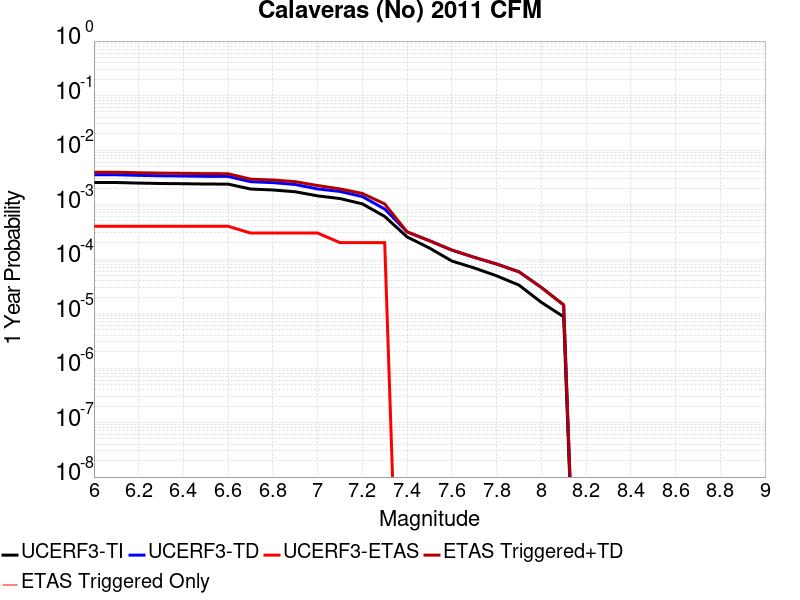 Calaveras (No) 2011 CFM
10^0
10^-1
10^-2
10^-3
10^-4
10^-5
10^-6
10^-7
10^-8
1 Year Probability
6 6.2 6.4 6.6 6.8 7 7.2 7.4 7.6 7.8 8 8.2 8.4 8.6 8.8 9
Magnitude
UCERF3-TI UCERF3-TD UCERF3-ETAS ETAS Triggered+TD
ETAS Triggered Only